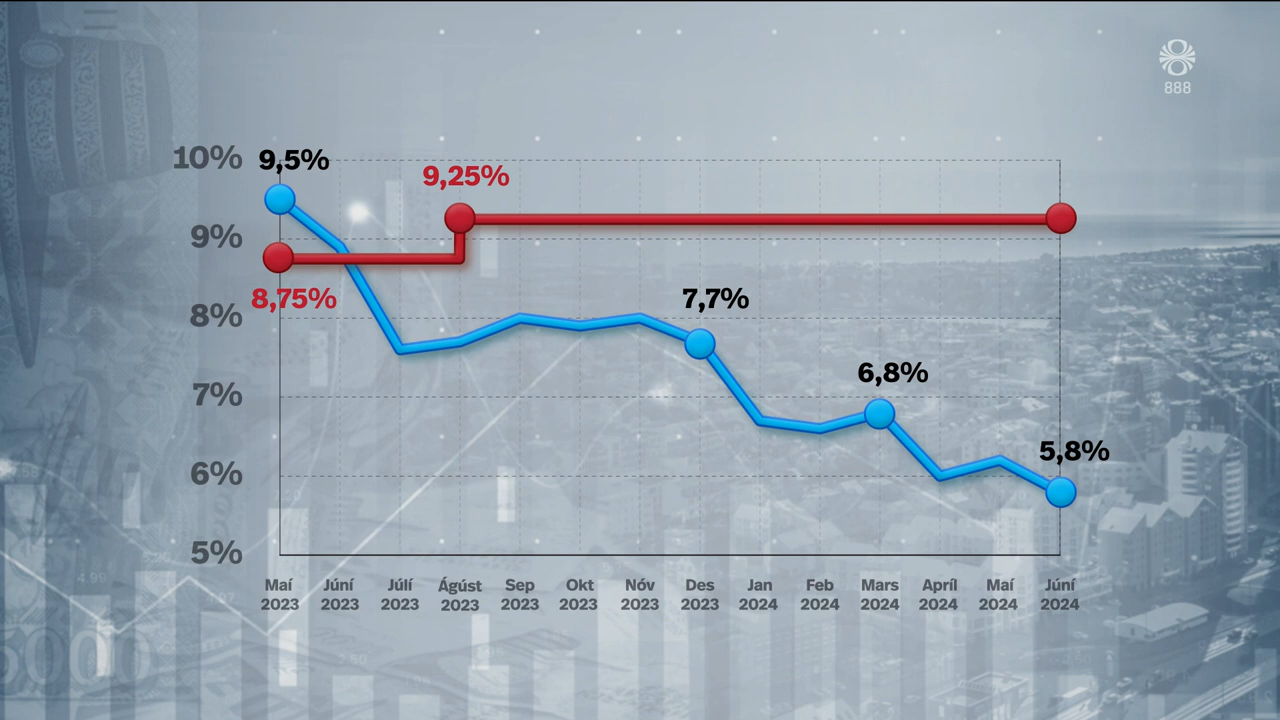 888
10%
9,5%
9,25%
9%
8,75%
8%
7,7%
7%
6,8%
6%
5,8%
5%
Maí
2023
Júní
2023
Júlí
2023
Ágúst
2023
Sep
2023
Okt
2023
Nóv
2023
Des
2023
Jan
2024
Feb
2024
Mars
2024
Apríl
2024
Maí
2024
Júní
2024
5000